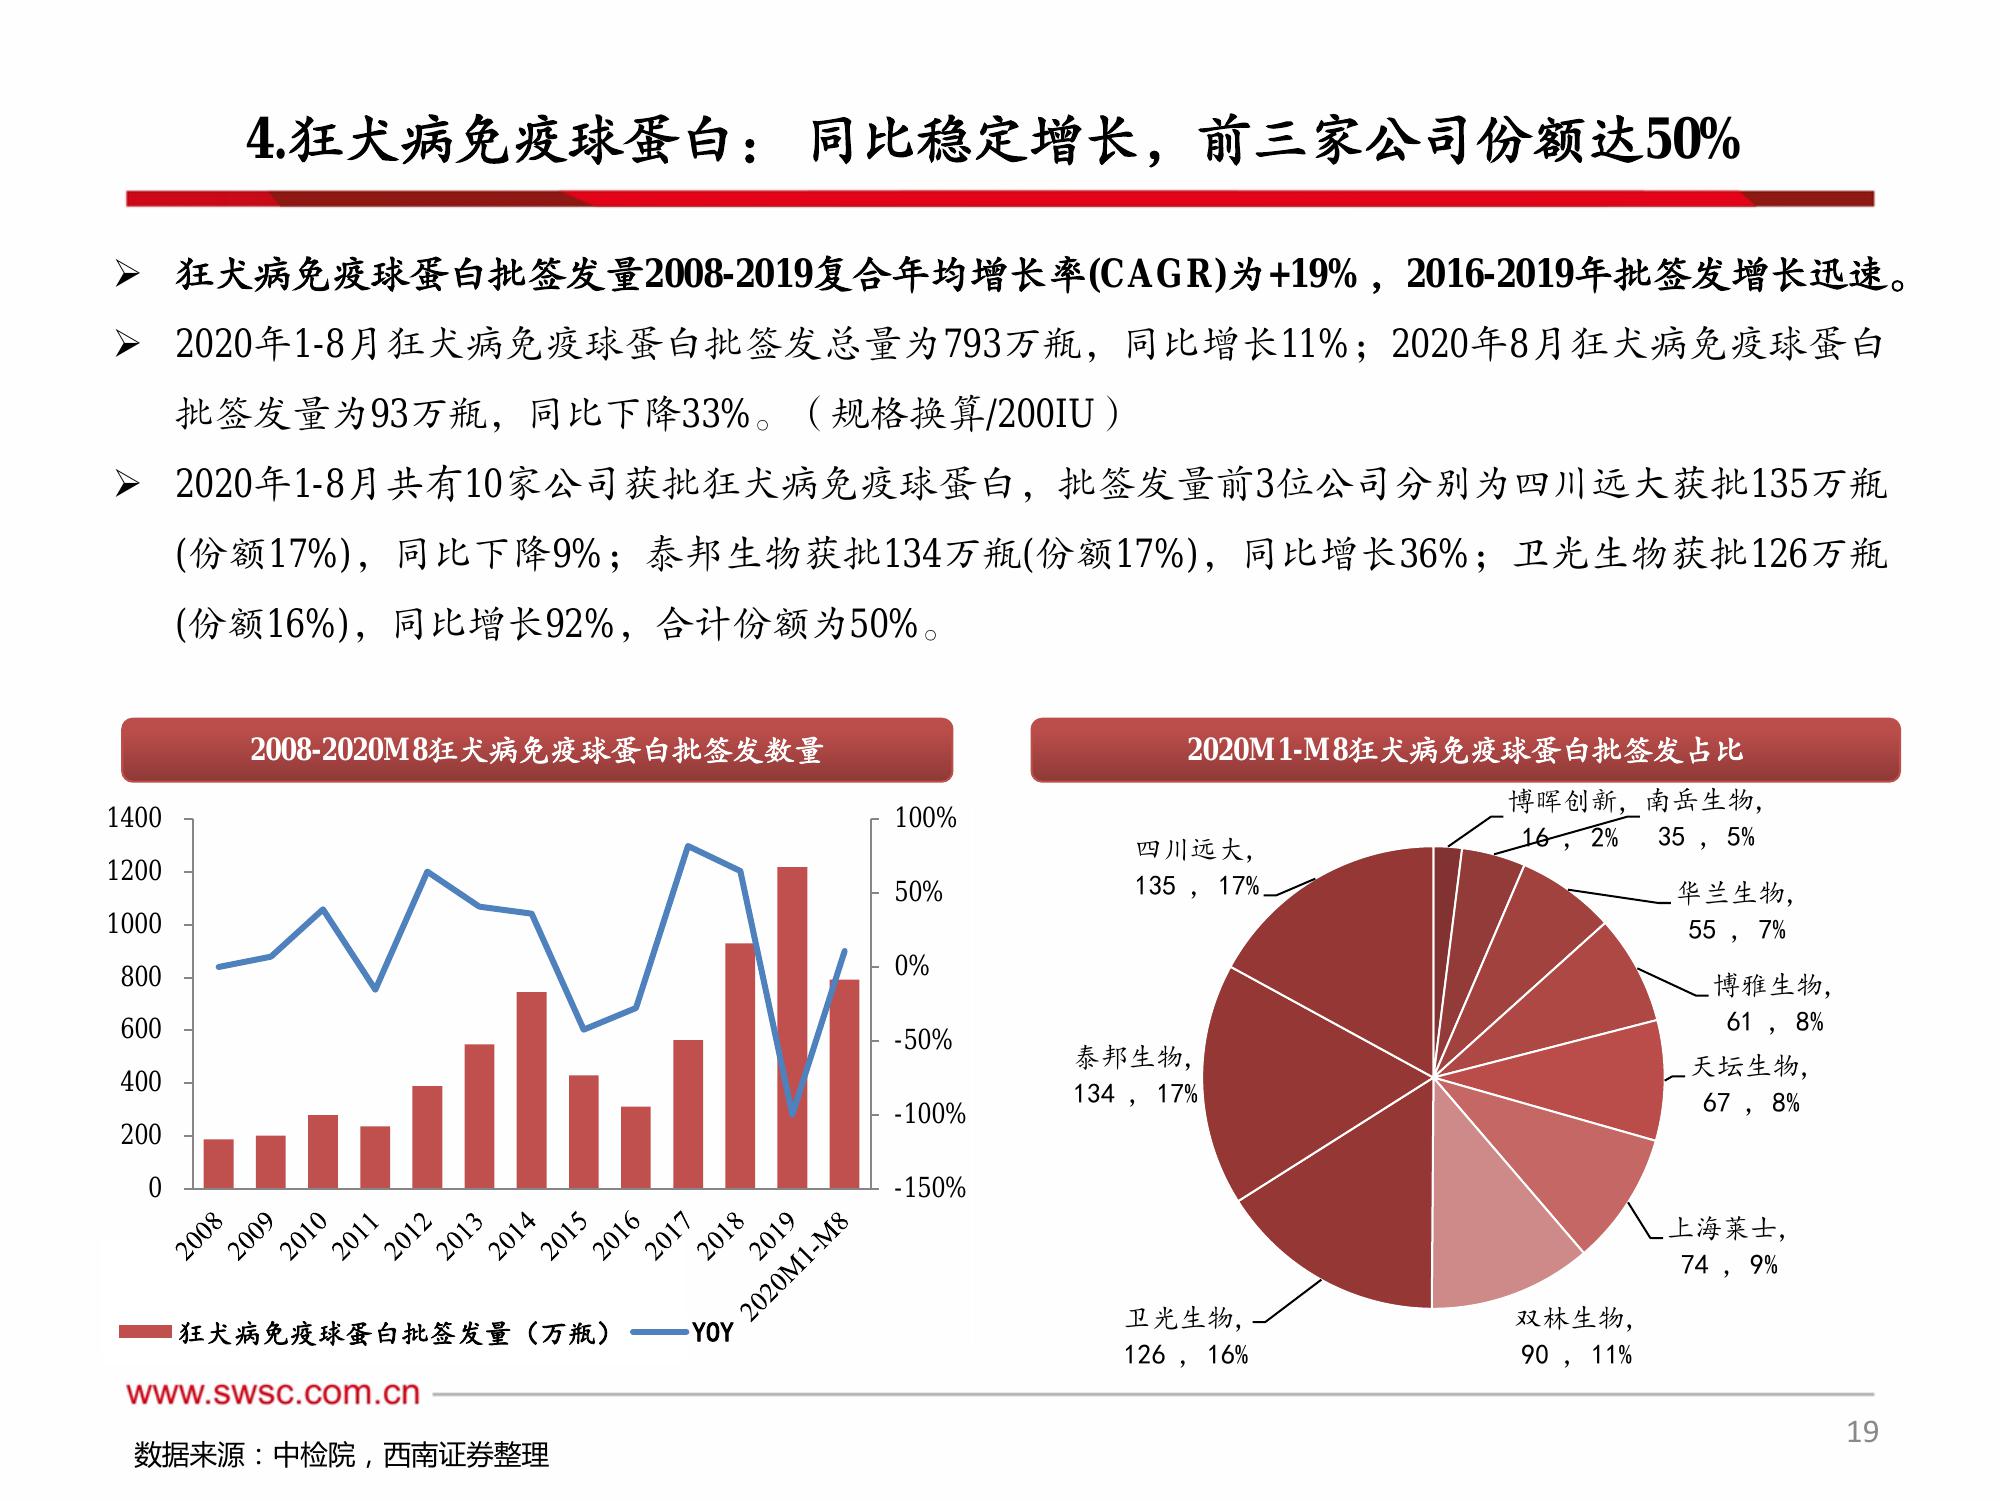 4.狂犬病免疫球蛋白： 同比稳定增长，前三家公司份额达50%
➢ 狂犬病免疫球蛋白批签发量2008-2019复合年均增长率(CAGR)为+19%，2016-2019年批签发增长迅速。
➢ 2020年1-8月狂犬病免疫球蛋白批签发总量为793万瓶，同比增长11%；2020年8月狂犬病免疫球蛋白
批签发量为93万瓶，同比下降33%。（规格换算/200IU）
➢ 2020年1-8月共有10家公司获批狂犬病免疫球蛋白，批签发量前3位公司分别为四川远大获批135万瓶
(份额17%)，同比下降9%；泰邦生物获批134万瓶(份额17%)，同比增长36%；卫光生物获批126万瓶
(份额16%)，同比增长92%，合计份额为50%。
2008-2020M8狂犬病免疫球蛋白批签发数量
1400
1200
1000
800
600
400
200
0
100%
50%
0%
-50%
-100%
-150%
2008
2009
2010
2011
2012
2013
2014
2015
2016
2017
2018
2019
2020M1-M8
狂犬病免疫球蛋白批签发量（万瓶）
YOY
2020M1-M8狂犬病免疫球蛋白批签发占比
博晖创新,
16 , 2%
南岳生物,
35 , 5%
华兰生物,
55 , 7%
博雅生物,
61 , 8%
天坛生物,
67 , 8%
上海莱士,
74 , 9%
双林生物,
90 , 11%
卫光生物,
126 , 16%
泰邦生物,
134 , 17%
四川远大,
135 , 17%
www.swsc.com.cn
19
数据来源：中检院，西南证券整理